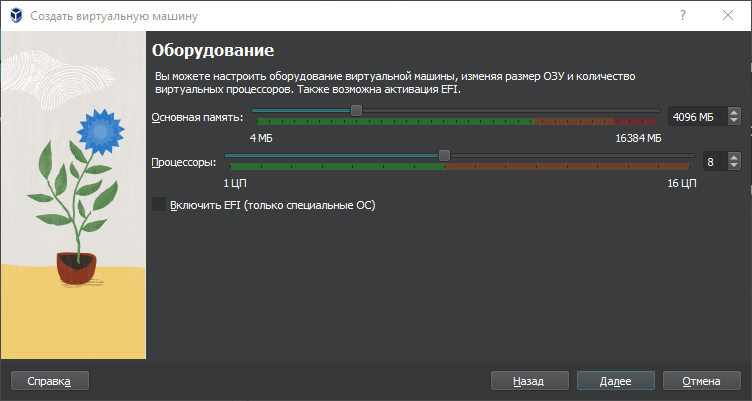 Создать виртуальную машину
Оборудование
Вы можете настроить оборудование виртуальной машины, изменяя размер ОЗУ и количество
виртуальных процессоров. Также возможна активация EFI.
Основная память:
4096 МБ
4 МБ
16384 МБ
Процессоры:
8
1 ЦП
16 ЦП
Включить EFI (только специальные ОС)
Справка
Назад
Далее
Отмена